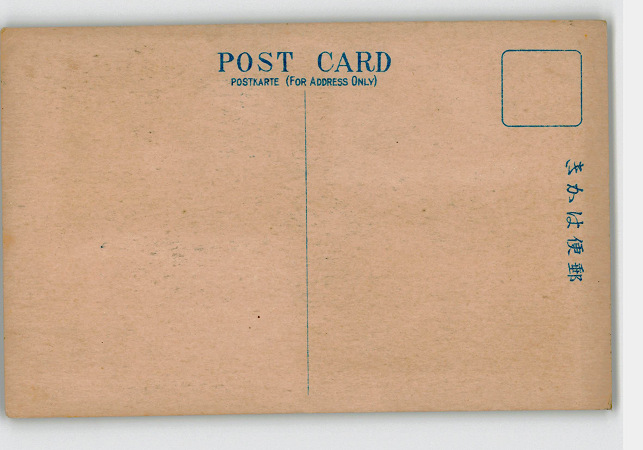 POST CARD
POSTKARTE (FOR ADDRESS ONLY)
郵便はかき